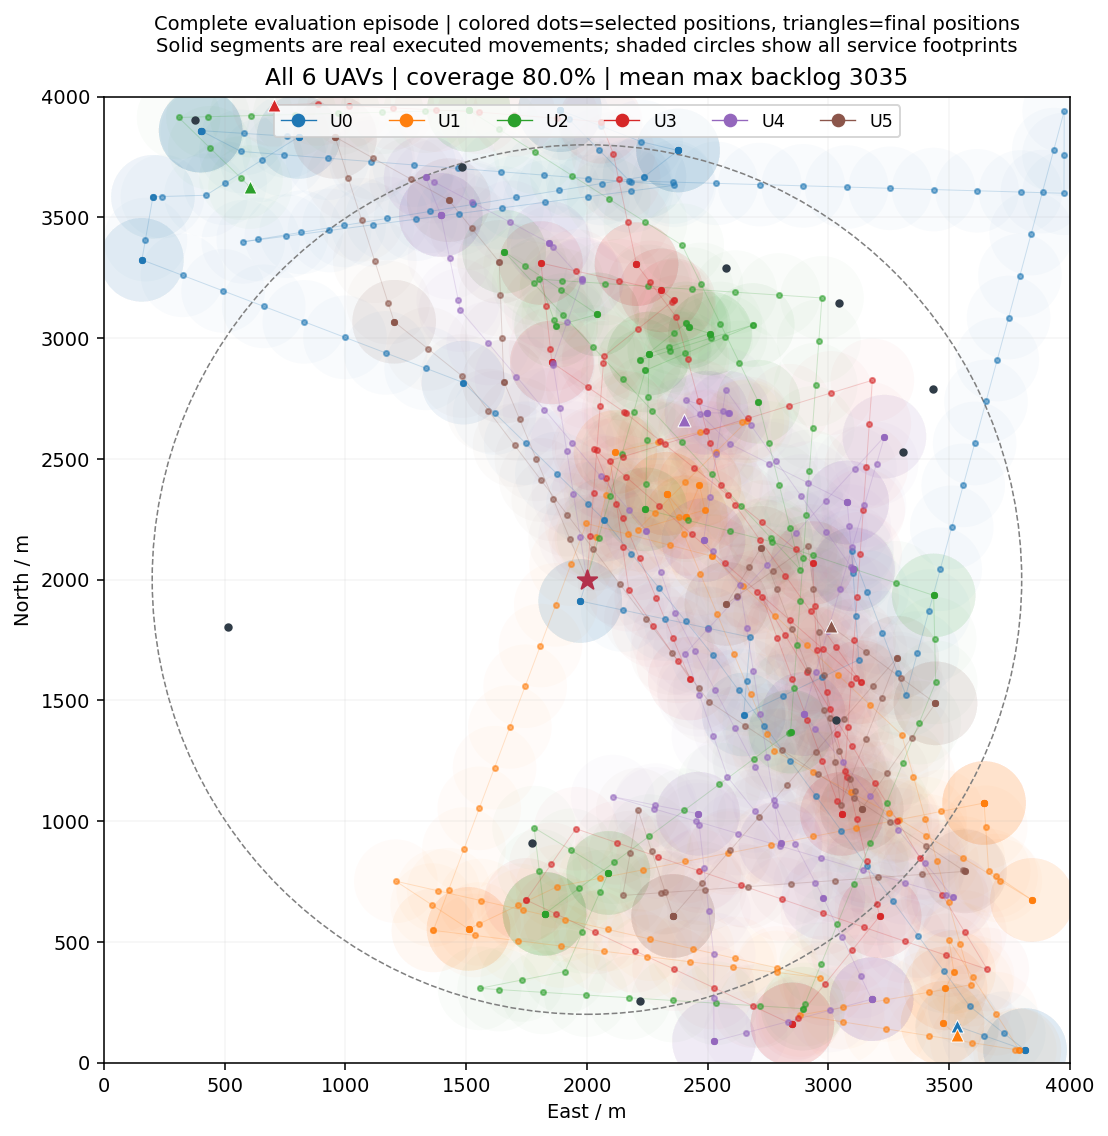 Complete evaluation episode | colored dots=selected positions, triangles=final positions
Solid segments are real executed movements; shaded circles show all service footprints
All 6 UAVs | coverage 80.0% | mean max backlog 3035
U0 U1 U2 U3 U4 U5
North / m
4000
3500
3000
2500
2000
1500
1000
500
0
0 500 1000 1500 2000 2500 3000 3500 4000
East / m